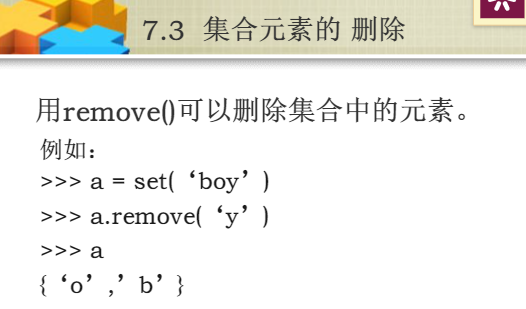 7.3 集合元素的 删除
用remove()可以删除集合中的元素。
例如：
>>> a = set(‘boy’)
>>> a.remove(‘y’)
>>> a
{‘o’,’b’}